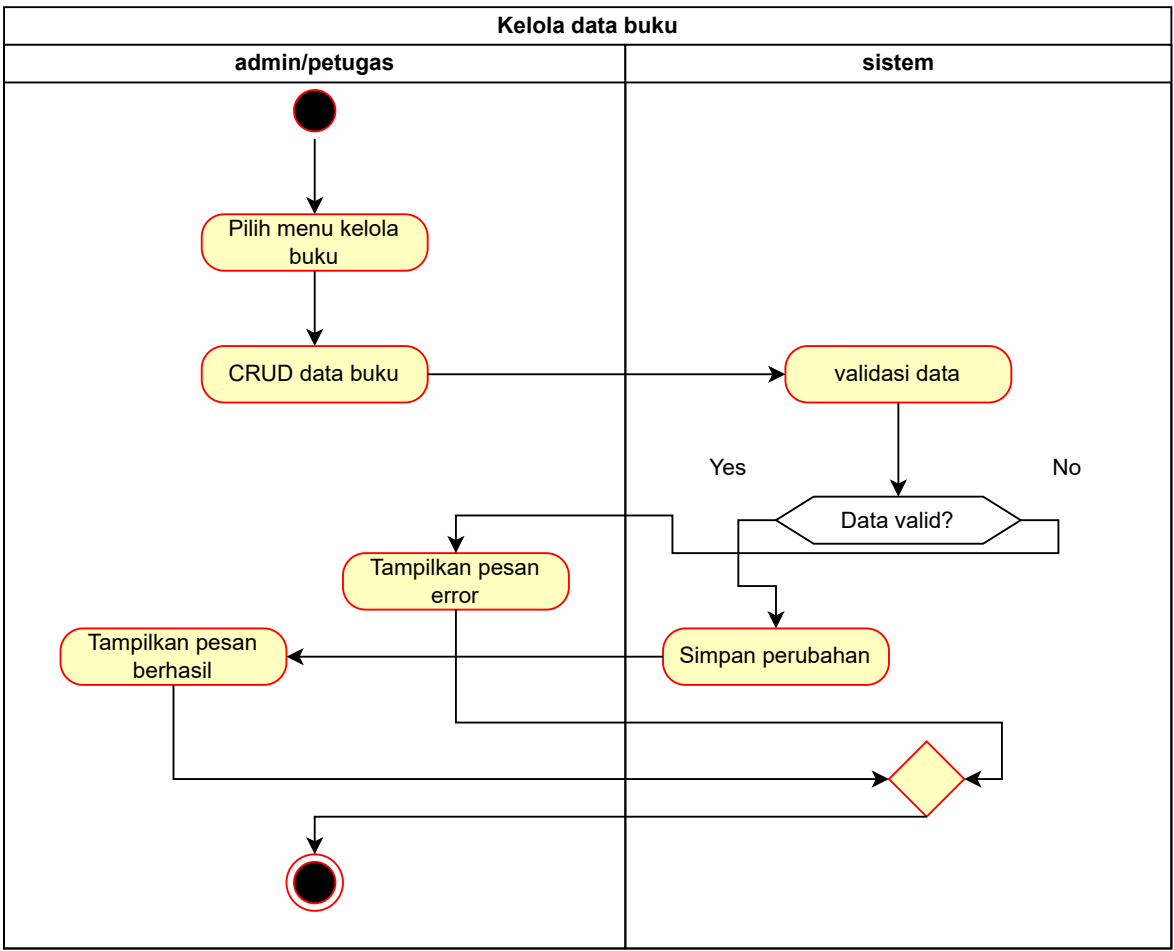 Kelola data buku
admin/petugas
sistem
Pilih menu kelola
buku
CRUD data buku
validasi data
Yes
No
Data valid?
Tampilkan pesan
error
Tampilkan pesan
berhasil
Simpan perubahan